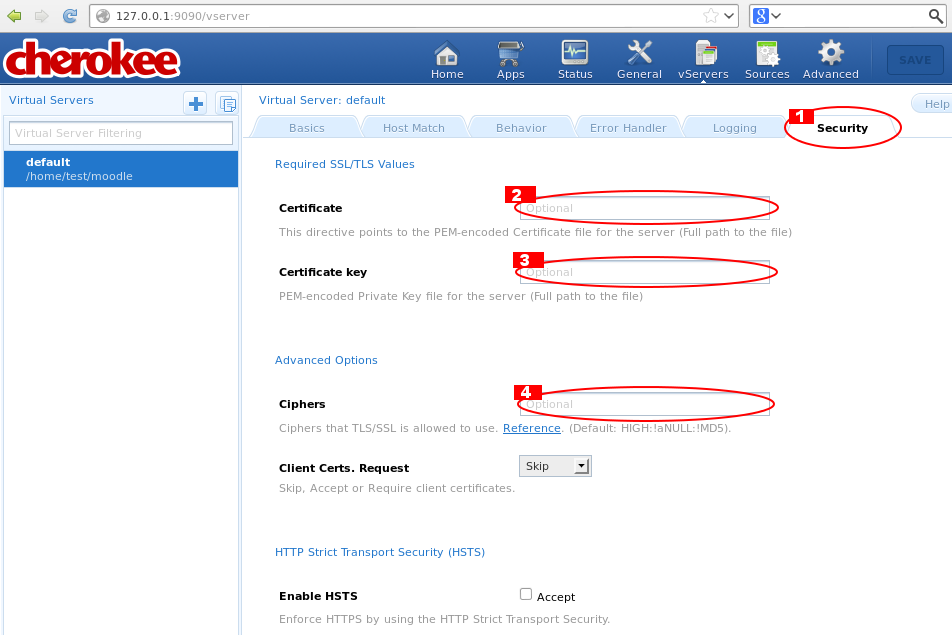 127.0.0.1:9090/vserver
8
cherokee
Home Apps Status General vServers Sources Advanced SAVE
Virtual Servers
Virtual Server: default
Help
Virtual Server Filtering
Basics Host Match Behavior Error Handler Logging 1 Security
default
/home/test/moodle
Required SSL/TLS Values
2
Certificate Optional
This directive points to the PEM-encoded Certificate file for the server (Full path to the file)
3
Certificate key Optional
PEM-encoded Private Key file for the server (Full path to the file)
Advanced Options
4
Ciphers Optional
Ciphers that TLS/SSL is allowed to use. Reference. (Default: HIGH:!aNULL:!MD5).
Client Certs. Request Skip
Skip, Accept or Require client certificates.
HTTP Strict Transport Security (HSTS)
Enable HSTS Accept
Enforce HTTPS by using the HTTP Strict Transport Security.